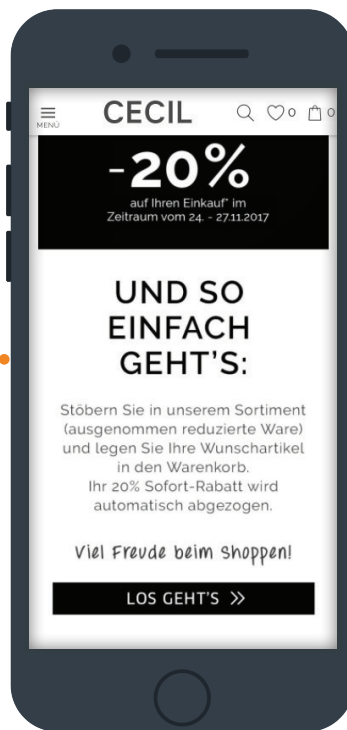 MENÜ
CECIL
0
0
-20%
auf Ihren Einkauf* im
Zeitraum vom 24. - 27.11.2017
UND SO
EINFACH
GEHT'S:
Stöbern Sie in unserem Sortiment
(ausgenommen reduzierte Ware)
und legen Sie Ihre Wunschartikel
in den Warenkorb.
Ihr 20% Sofort-Rabatt wird
automatisch abgezogen.
Viel Freude beim Shoppen!
LOS GEHT'S